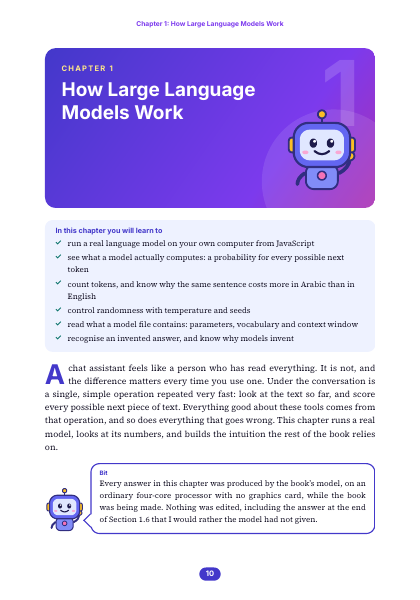 Chapter 1: How Large Language Models Work
1
CHAPTER 1
How Large Language
Models Work
In this chapter you will learn to
run a real language model on your own computer from JavaScript
see what a model actually computes: a probability for every possible next
token
count tokens, and know why the same sentence costs more in Arabic than in
English
control randomness with temperature and seeds
read what a model file contains: parameters, vocabulary and context window
recognise an invented answer, and know why models invent
A chat assistant feels like a person who has read everything. It is not, and
the difference matters every time you use one. Under the conversation is
a single, simple operation repeated very fast: look at the text so far, and score
every possible next piece of text. Everything good about these tools comes from
that operation, and so does everything that goes wrong. This chapter runs a real
model, looks at its numbers, and builds the intuition the rest of the book relies
on.
Bit
Every answer in this chapter was produced by the book's model, on an
ordinary four-core processor with no graphics card, while the book
was being made. Nothing was edited, including the answer at the end
of Section 1.6 that I would rather the model had not given.
10